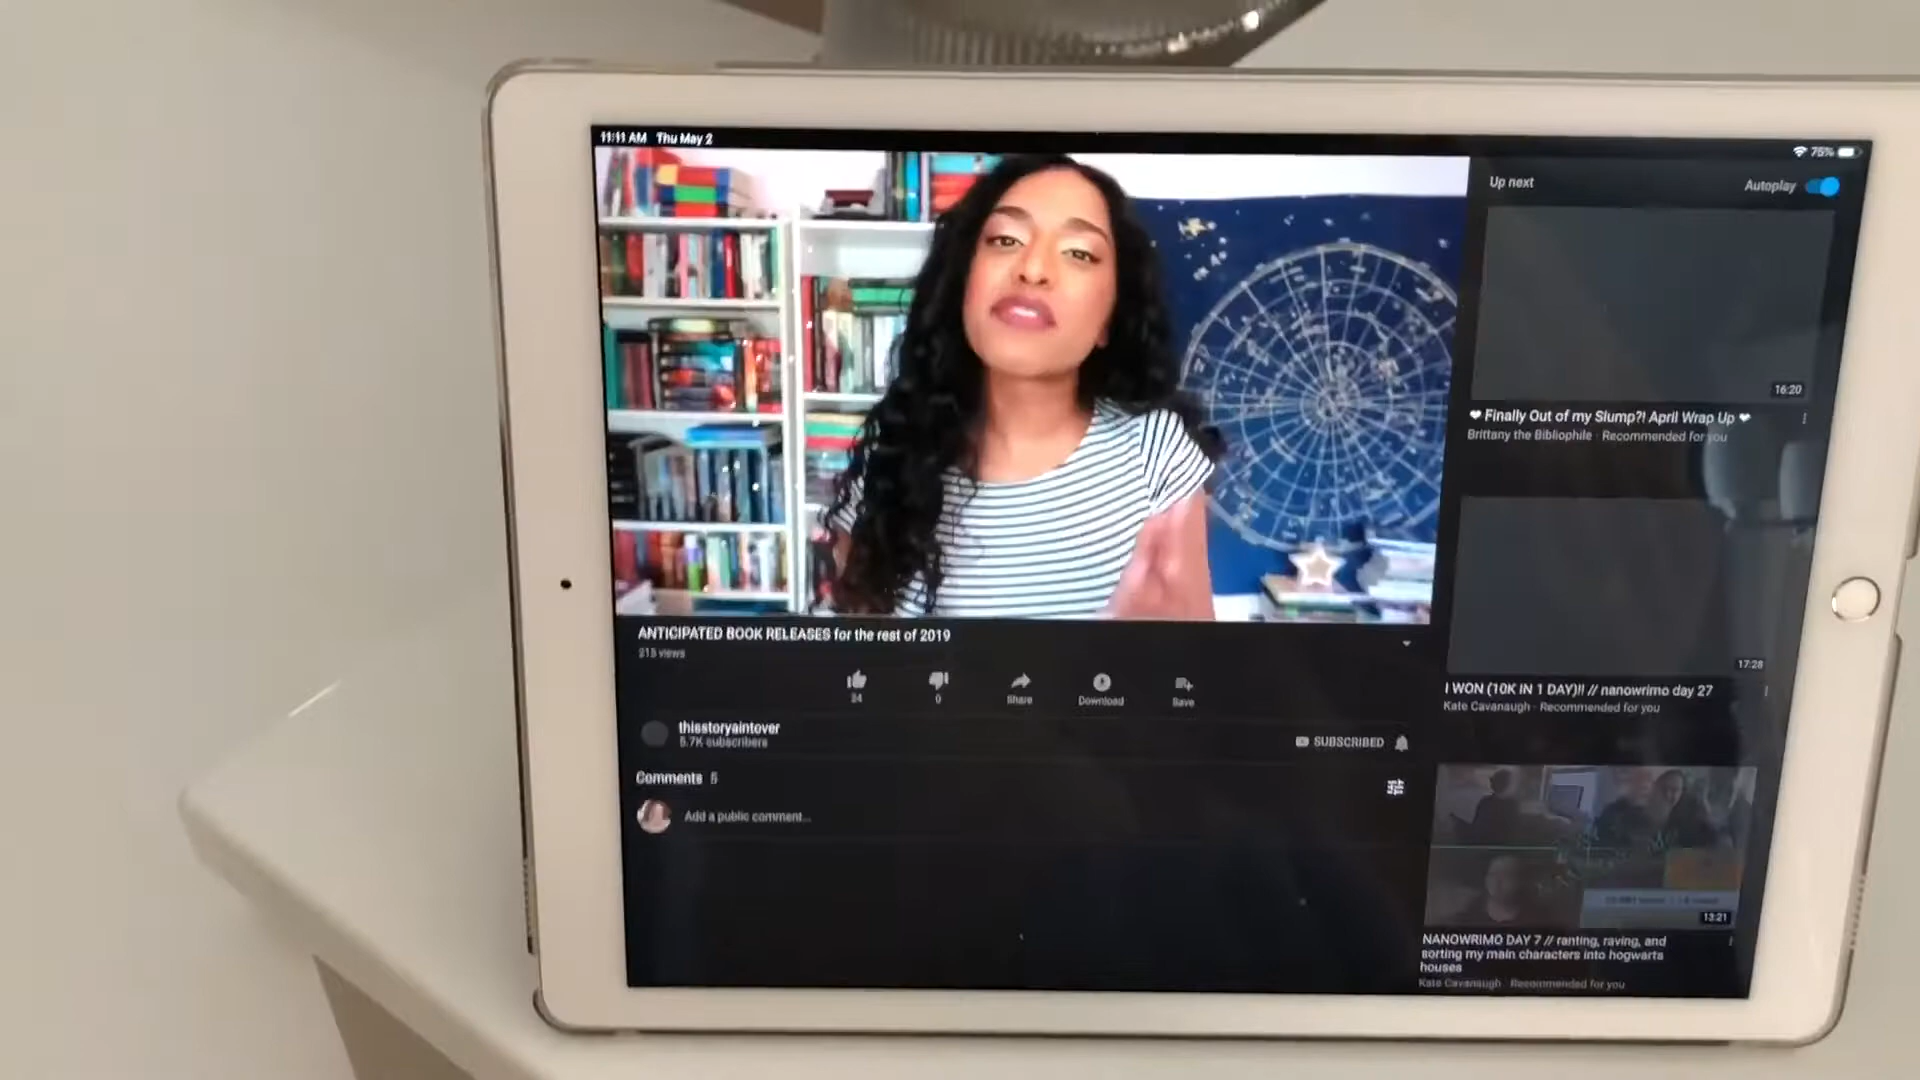 11:11 AM Thu May 2
75%
Up next
Autoplay
16:20
❤ Finally Out of my Slump?! April Wrap Up ❤
Brittany the Bibliophile · Recommended for you
17:28
I WON (10K IN 1 DAY)!! // nanowrimo day 27
Kate Cavanaugh · Recommended for you
13:21
NANOWRIMO DAY 7 // ranting, raving, and
sorting my main characters into hogwarts
houses
Kate Cavanaugh · Recommended for you
ANTICIPATED BOOK RELEASES for the rest of 2019
215 views
34
0
Share
Download
Save
thisstoryaintover
5.7K subscribers
SUBSCRIBED
Comments 5
Add a public comment...